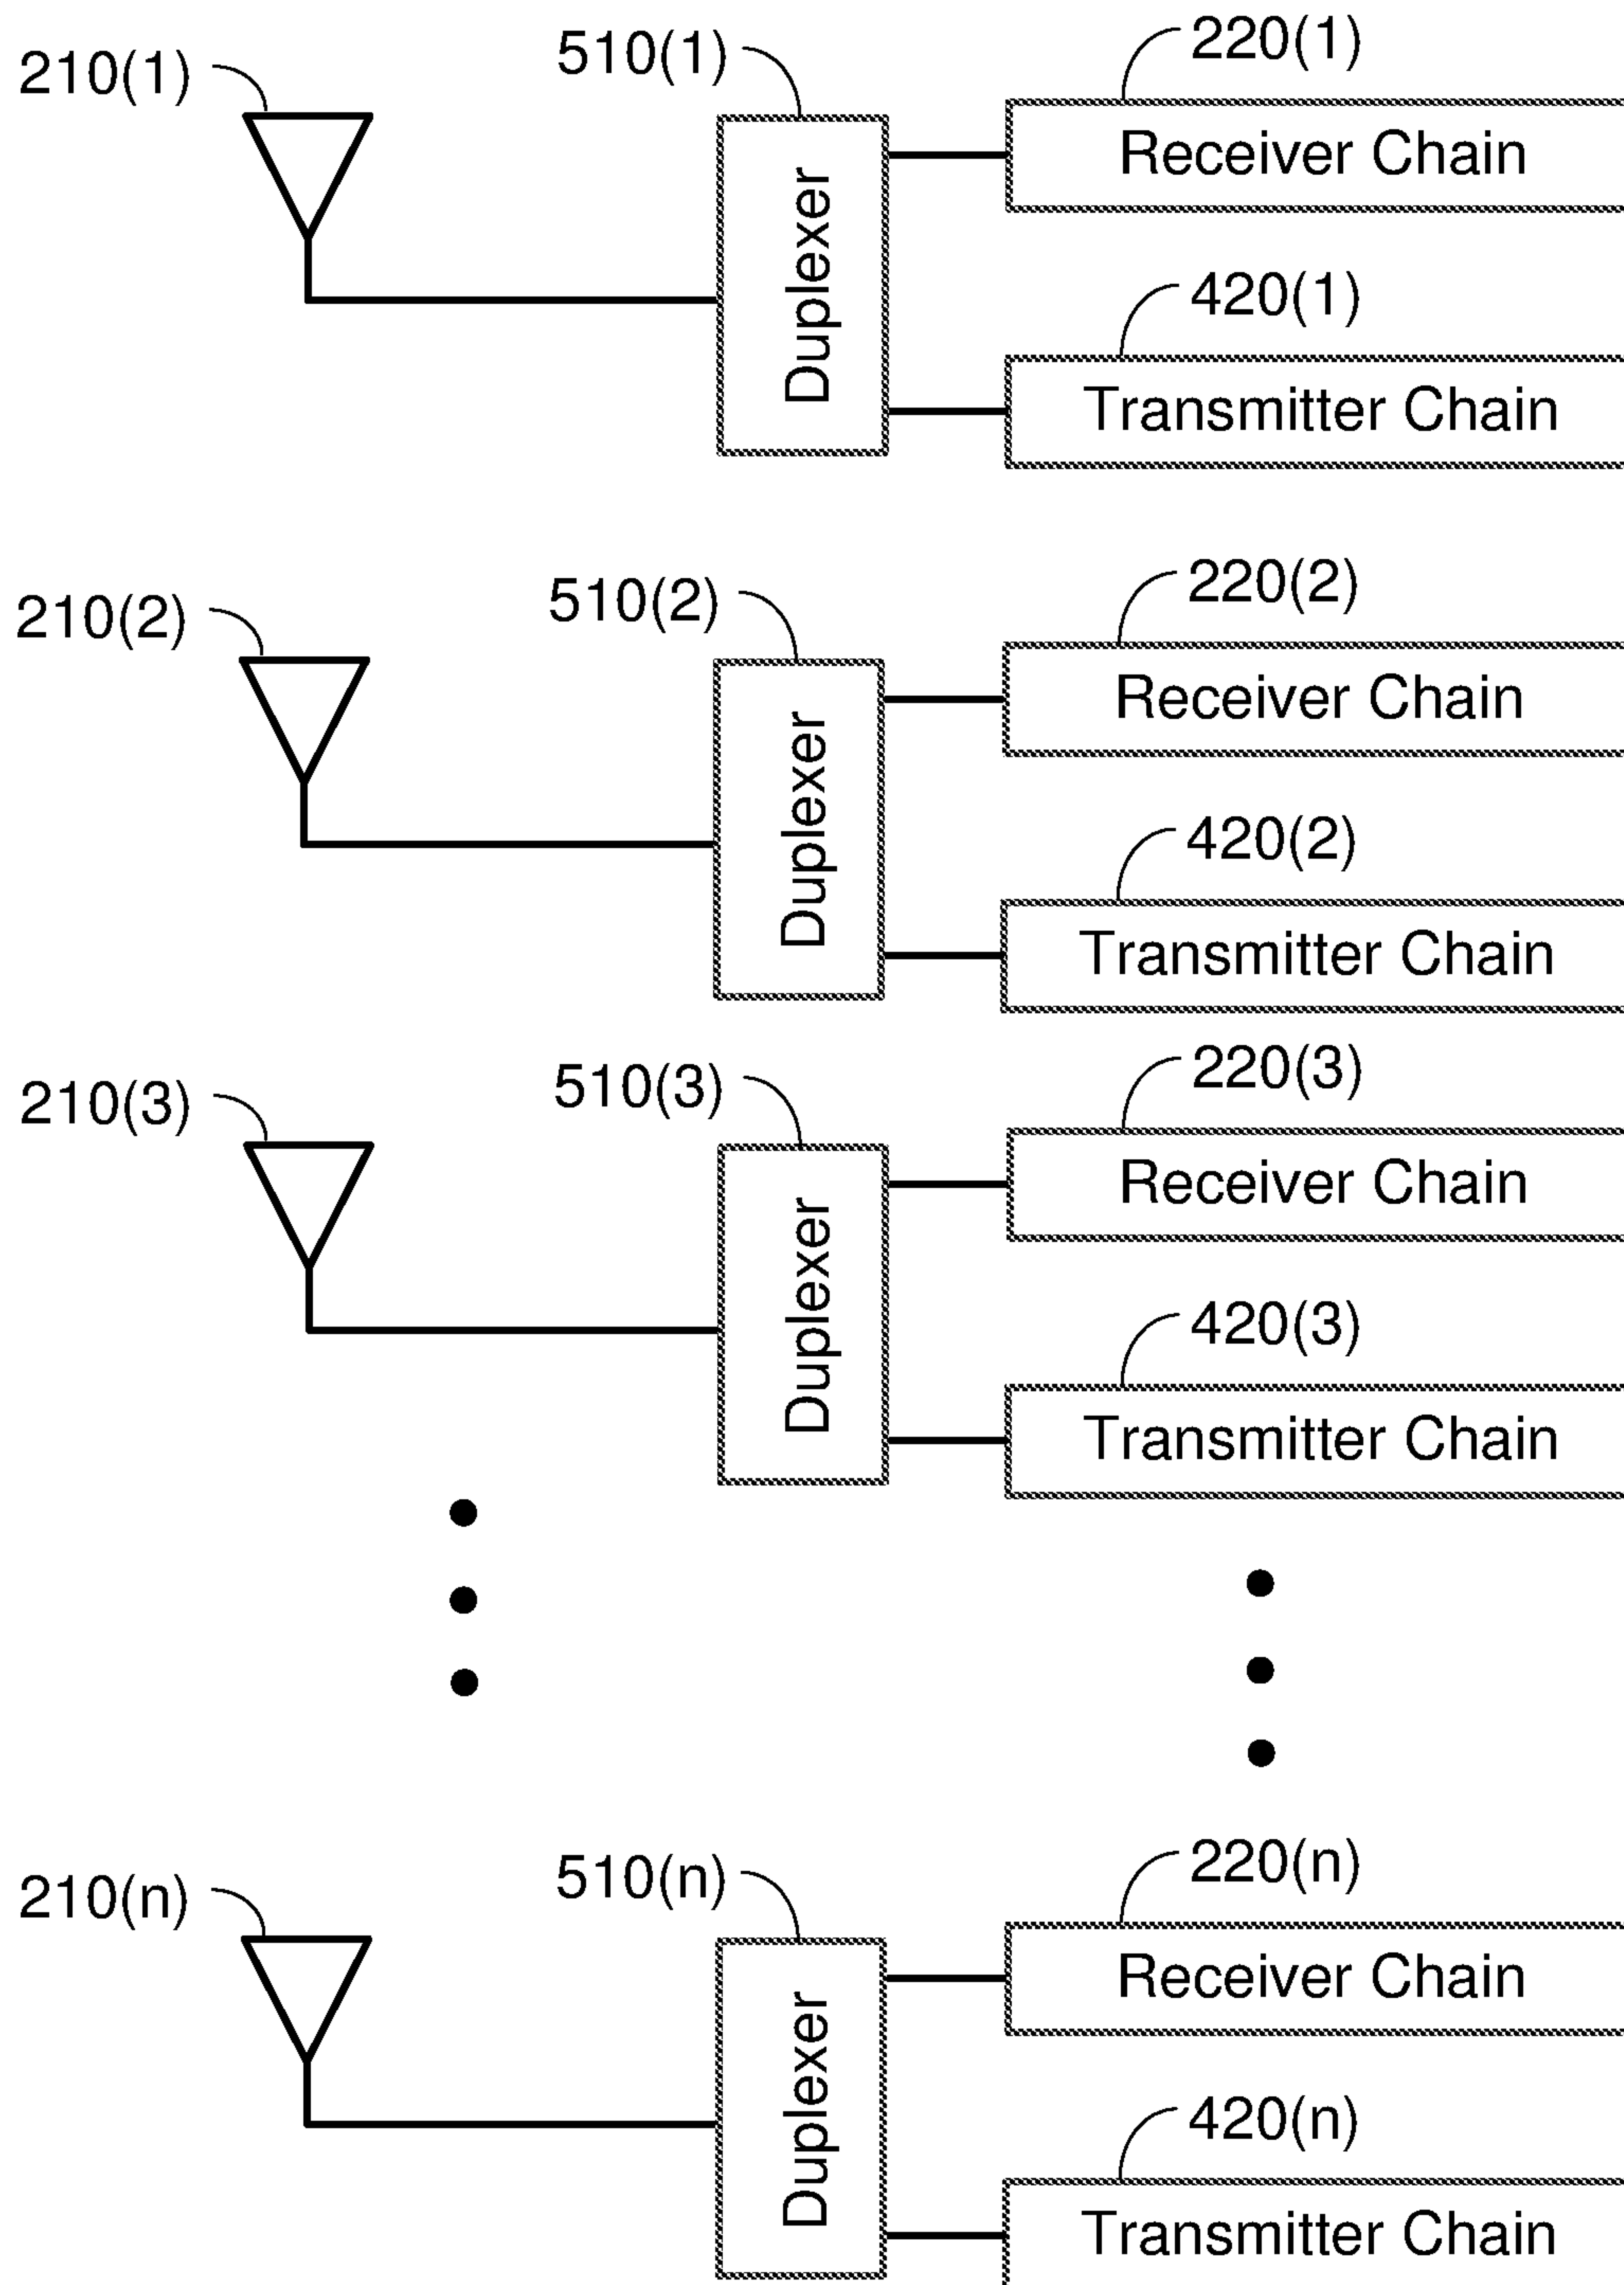 210(1)
510(1)
220(1)
Duplexer
Receiver Chain
420(1)
Transmitter Chain
210(2)
510(2)
220(2)
Duplexer
Receiver Chain
420(2)
Transmitter Chain
210(3)
510(3)
220(3)
Duplexer
Receiver Chain
420(3)
Transmitter Chain
210(n)
510(n)
220(n)
Duplexer
Receiver Chain
420(n)
Transmitter Chain